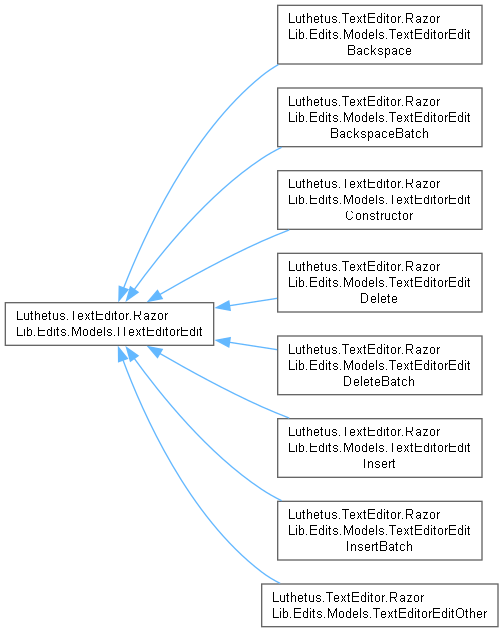 Luthetus.TextEditor.Razor
Lib.Edits.Models.TextEditorEdit
Backspace
Luthetus.TextEditor.Razor
Lib.Edits.Models.TextEditorEdit
BackspaceBatch
Luthetus.TextEditor.Razor
Lib.Edits.Models.TextEditorEdit
Constructor
Luthetus.TextEditor.Razor
Lib.Edits.Models.TextEditorEdit
Delete
Luthetus.TextEditor.Razor
Lib.Edits.Models.ITextEditorEdit
Luthetus.TextEditor.Razor
Lib.Edits.Models.TextEditorEdit
DeleteBatch
Luthetus.TextEditor.Razor
Lib.Edits.Models.TextEditorEdit
Insert
Luthetus.TextEditor.Razor
Lib.Edits.Models.TextEditorEdit
InsertBatch
Luthetus.TextEditor.Razor
Lib.Edits.Models.TextEditorEditOther